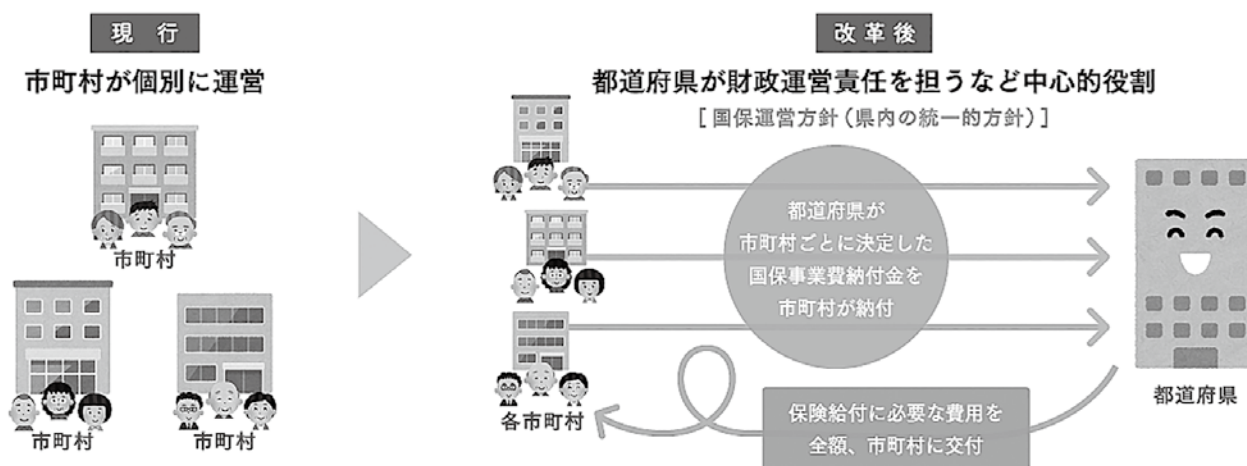 現行
市町村が個別に運営
市町村
市町村
市町村
改革後
都道府県が財政運営責任を担うなど中心的役割
[国保運営方針(県内の統一的方針)]
都道府県が
市町村ごとに決定した
国保事業費納付金を
市町村が納付
各市町村
保険給付に必要な費用を
全額、市町村に交付
都道府県